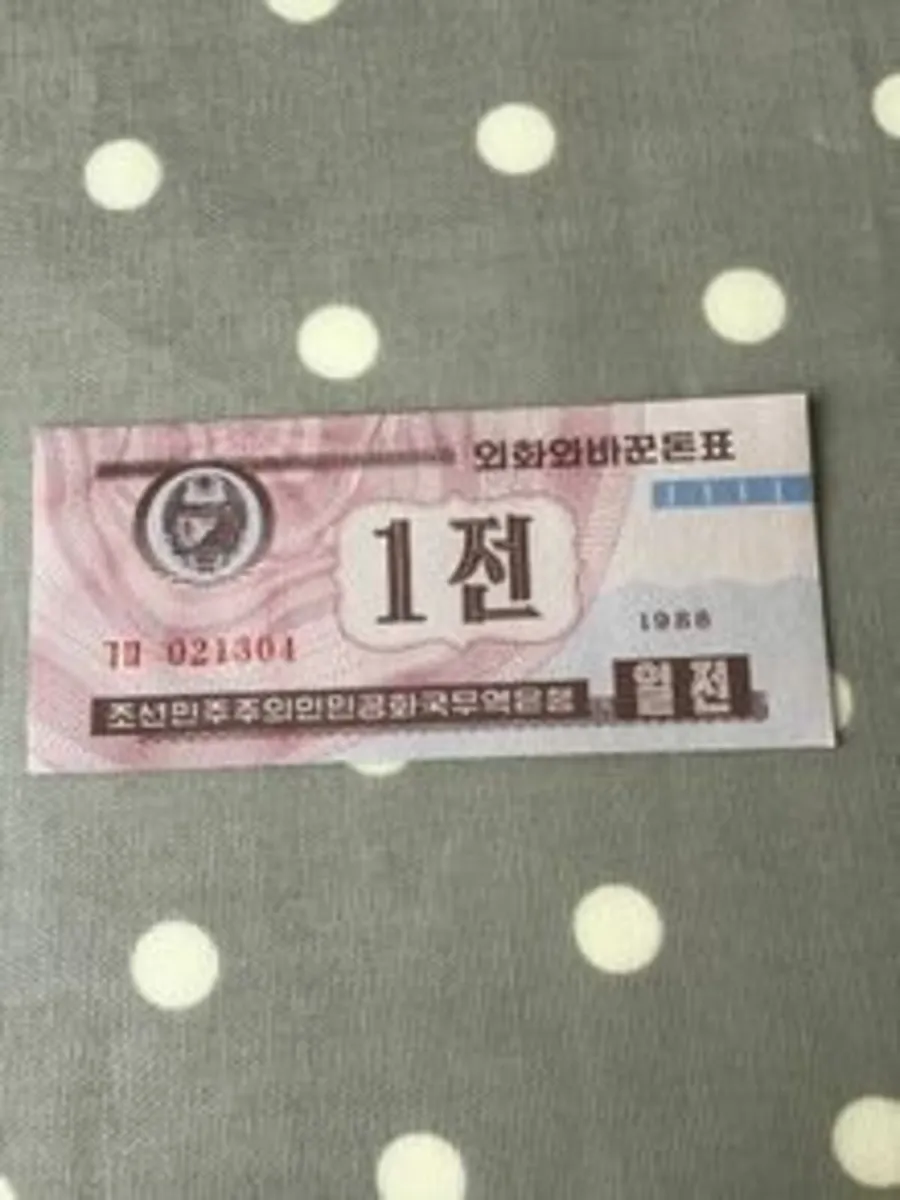 외화와바꾼돈표
1전
1988
ㄱㅁ 021304
조선민주주의인민공화국무역은행
일전